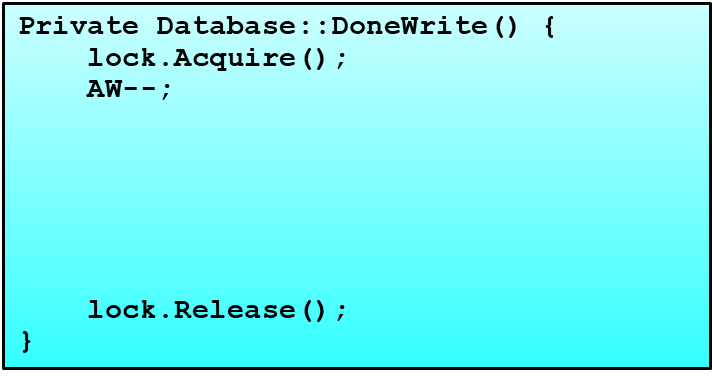 Private Database::DoneWrite() {
    lock.Acquire();
    AW--;
    lock.Release();
}